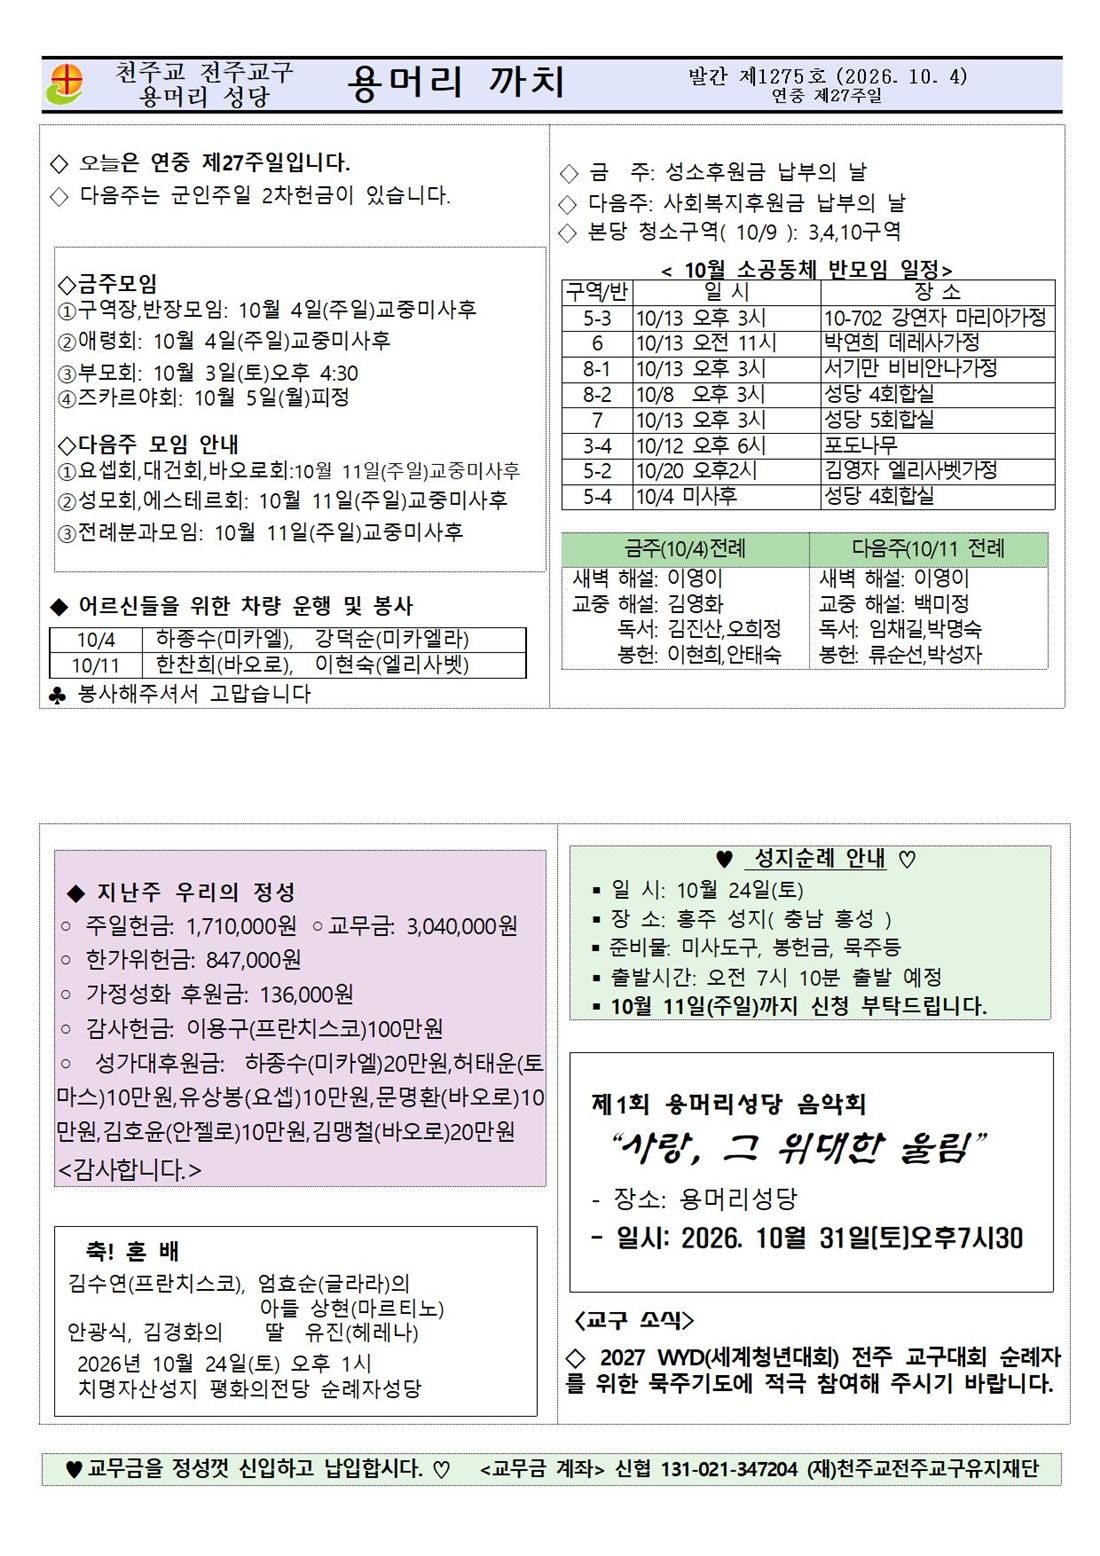 천주교 전주교구
용머리 성당
용머리 까치
발간 제1275호 (2026. 10. 4)
연중 제27주일
◇ 오늘은 연중 제27주일입니다.
◇ 다음주는 군인주일 2차헌금이 있습니다.
◇금주모임
①구역장,반장모임: 10월 4일(주일)교중미사후
②애령회: 10월 4일(주일)교중미사후
③부모회: 10월 3일(토)오후 4:30
④즈카르야회: 10월 5일(월)피정
◇다음주 모임 안내
①요셉회,대건회,바오로회:10월 11일(주일)교중미사후
②성모회,에스테르회: 10월 11일(주일)교중미사후
③전례분과모임: 10월 11일(주일)교중미사후
◆ 어르신들을 위한 차량 운행 및 봉사
10/4 하종수(미카엘), 강덕순(미카엘라)
10/11 한찬희(바오로), 이현숙(엘리사벳)
♣ 봉사해주셔서 고맙습니다
◇ 금 주: 성소후원금 납부의 날
◇ 다음주: 사회복지후원금 납부의 날
◇ 본당 청소구역( 10/9 ): 3,4,10구역
< 10월 소공동체 반모임 일정>
구역/반 일 시 장 소
5-3 10/13 오후 3시 10-702 강연자 마리아가정
6 10/13 오전 11시 박연희 데레사가정
8-1 10/13 오후 3시 서기만 비비안나가정
8-2 10/8 오후 3시 성당 4회합실
7 10/13 오후 3시 성당 5회합실
3-4 10/12 오후 6시 포도나무
5-2 10/20 오후2시 김영자 엘리사벳가정
5-4 10/4 미사후 성당 4회합실
금주(10/4)전례 다음주(10/11 전례
새벽 해설: 이영이 새벽 해설: 이영이
교중 해설: 김영화 교중 해설: 백미정
독서: 김진산,오희정 독서: 임채길,박명숙
봉헌: 이현희,안태숙 봉헌: 류순선,박성자
◆ 지난주 우리의 정성
○ 주일헌금: 1,710,000원 ○교무금: 3,040,000원
○ 한가위헌금: 847,000원
○ 가정성화 후원금: 136,000원
○ 감사헌금: 이용구(프란치스코)100만원
○ 성가대후원금: 하종수(미카엘)20만원,허태운(토
마스)10만원,유상봉(요셉)10만원,문명환(바오로)10
만원,김호윤(안젤로)10만원,김맹철(바오로)20만원
<감사합니다.>
축! 혼 배
김수연(프란치스코), 엄효순(글라라)의
아들 상현(마르티노)
안광식, 김경화의 딸 유진(헤레나)
2026년 10월 24일(토) 오후 1시
치명자산성지 평화의전당 순례자성당
♥ 성지순례 안내 ♡
▪ 일 시: 10월 24일(토)
▪ 장 소: 홍주 성지( 충남 홍성 )
▪ 준비물: 미사도구, 봉헌금, 묵주등
▪ 출발시간: 오전 7시 10분 출발 예정
▪ 10월 11일(주일)까지 신청 부탁드립니다.
제1회 용머리성당 음악회
“사랑, 그 위대한 울림”
- 장소: 용머리성당
- 일시: 2026. 10월 31일(토)오후7시30
<교구 소식>
◇ 2027 WYD(세계청년대회) 전주 교구대회 순례자
를 위한 묵주기도에 적극 참여해 주시기 바랍니다.
♥교무금을 정성껏 신입하고 납입합시다. ♡ <교무금 계좌> 신협 131-021-347204 (재)천주교전주교구유지재단